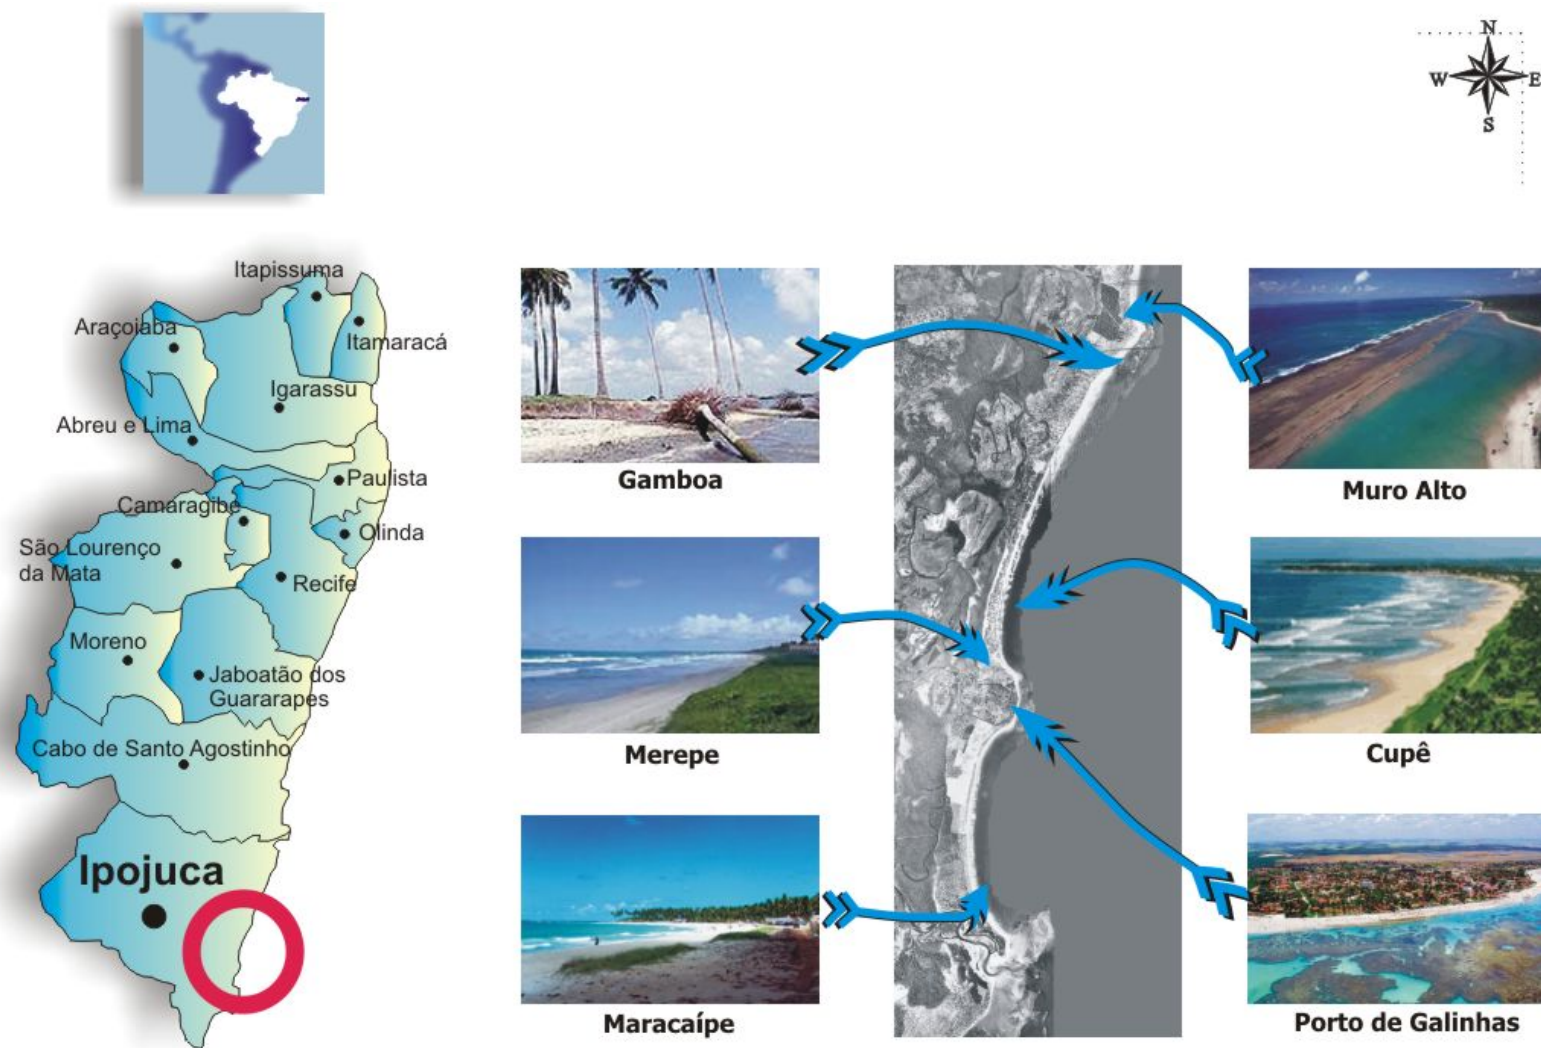 N
W
E
S
Itapissuma
Araçoiaba
Itamaracá
Igarassu
Abreu e Lima
Paulista
Camaragibe
Olinda
São Lourenço
da Mata
Recife
Moreno
Jaboatão dos
Guararapes
Cabo de Santo Agostinho
Ipojuca
Gamboa
Muro Alto
Merepe
Cupê
Maracaípe
Porto de Galinhas